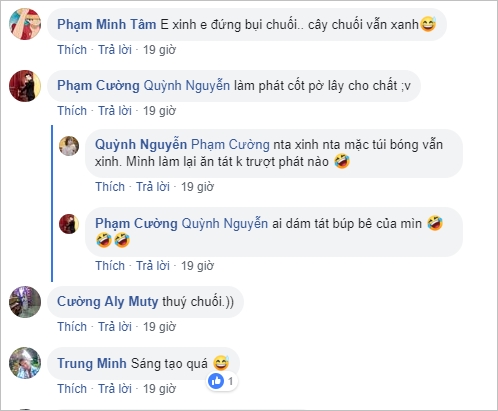 Phạm Minh Tâm E xinh e đứng bụi chuối.. cây chuối vẫn xanh😅
Thích · Trả lời · 19 giờ
Phạm Cường Quỳnh Nguyễn làm phát cốt pờ lây cho chất ;v
Thích · Trả lời · 19 giờ
Quỳnh Nguyễn Phạm Cường nta xinh nta mặc túi bóng vẫn
xinh. Mình làm lại ăn tát k trượt phát nào 🤣
Thích · Trả lời · 19 giờ
Phạm Cường Quỳnh Nguyễn ai dám tát búp bê của mìn 🤣
🤣🤣
Thích · Trả lời · 19 giờ
Cường Aly Muty thuý chuối.))
Thích · Trả lời · 19 giờ
Trung Minh Sáng tạo quá 😅
Thích · Trả lời · 19 giờ
1